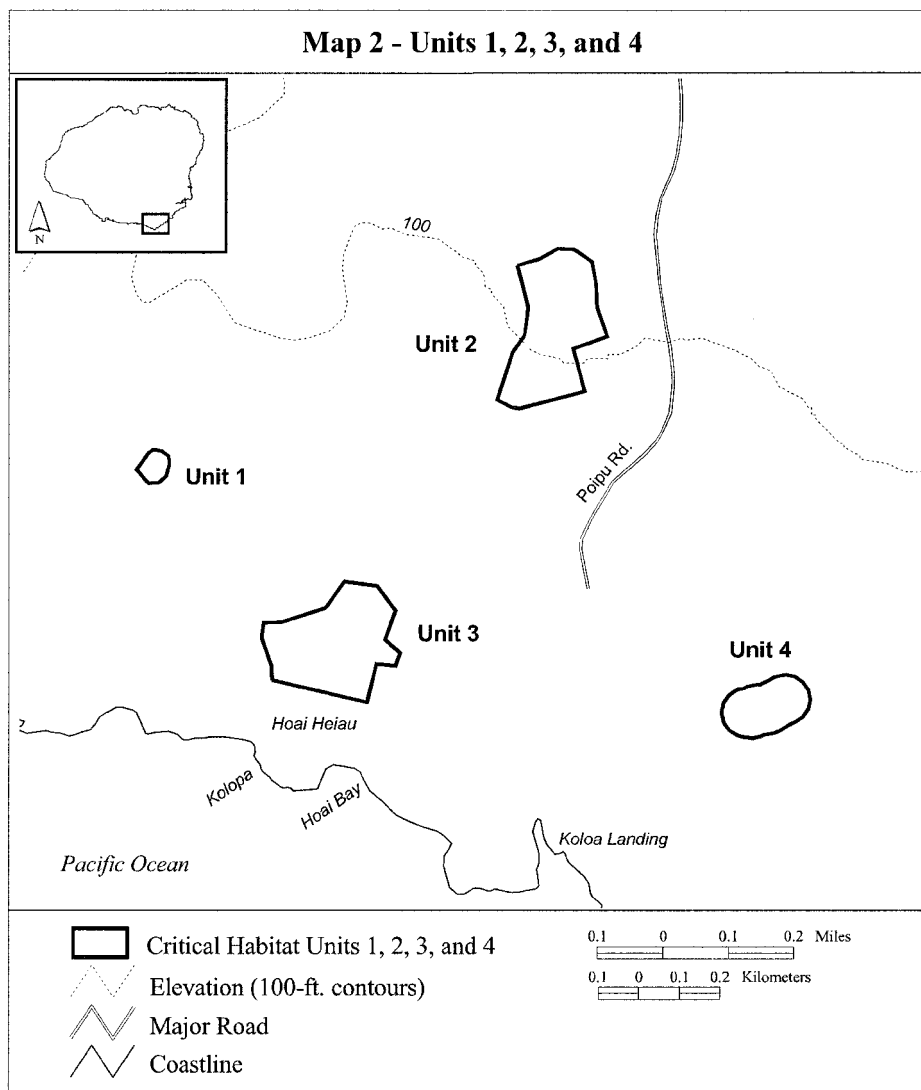 Map 2 - Units 1, 2, 3, and 4
N
100
Unit 2
Unit 1
Poipu Rd.
Unit 3
Unit 4
Hoai Heiau
Kolopa
Hoai Bay
Koloa Landing
Pacific Ocean
Critical Habitat Units 1, 2, 3, and 4
Elevation (100-ft. contours)
Major Road
Coastline
0.1 0 0.1 0.2 Miles
0.1 0 0.1 0.2 Kilometers